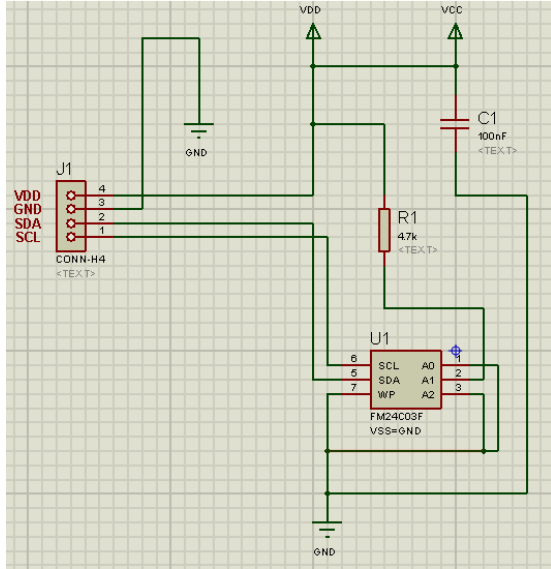 VDD
VCC
C1
100nF
<TEXT>
GND
J1
VDD 4
GND 3
SDA 2
SCL 1
CONN-H4
<TEXT>
R1
4.7k
<TEXT>
U1
6 SCL A0 1
5 SDA A1 2
7 WP A2 3
FM24C03F
VSS=GND
GND